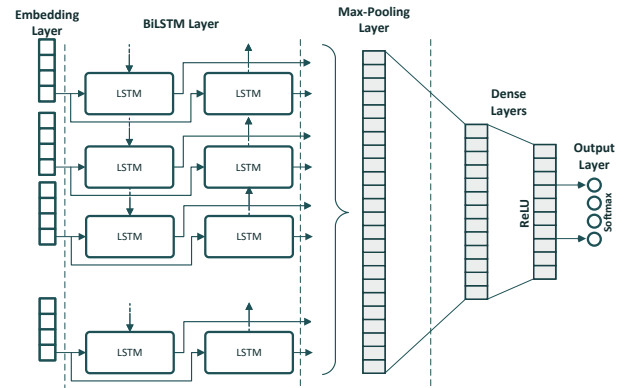 Embedding
Layer
BiLSTM Layer
Max-Pooling
Layer
Dense
Layers
Output
Layer
LSTM
LSTM
LSTM
LSTM
LSTM
LSTM
LSTM
LSTM
ReLU
Softmax